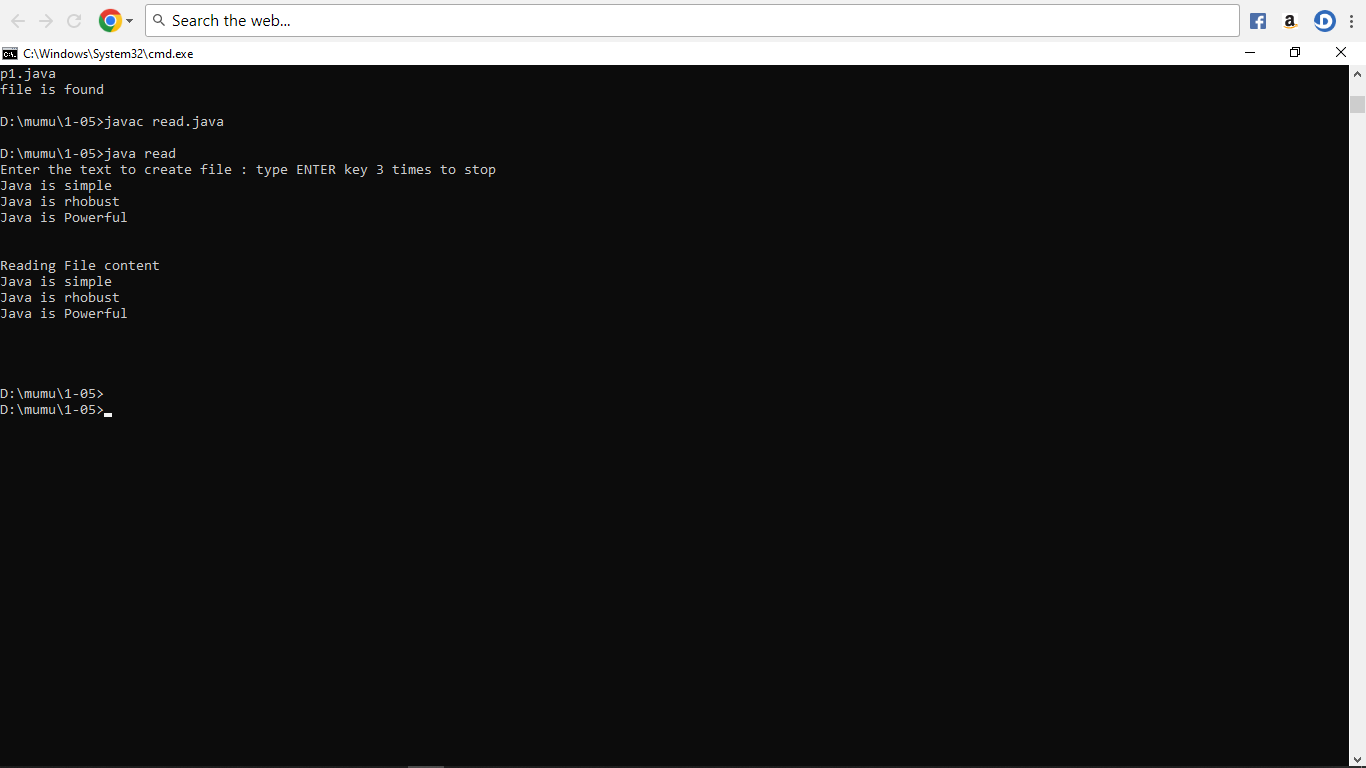 Search the web...
C:\Windows\System32\cmd.exe
p1.java
file is found
D:\mumu\1-05>javac read.java
D:\mumu\1-05>java read
Enter the text to create file : type ENTER key 3 times to stop
Java is simple
Java is rhobust
Java is Powerful
Reading File content
Java is simple
Java is rhobust
Java is Powerful
D:\mumu\1-05>
D:\mumu\1-05>